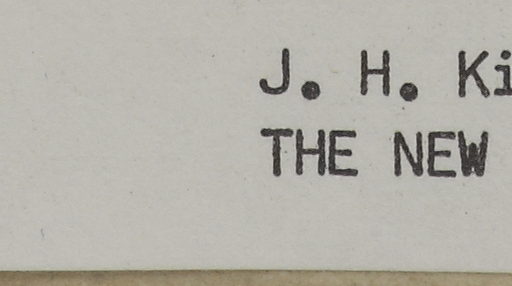 J. H. Ki
THE NEW